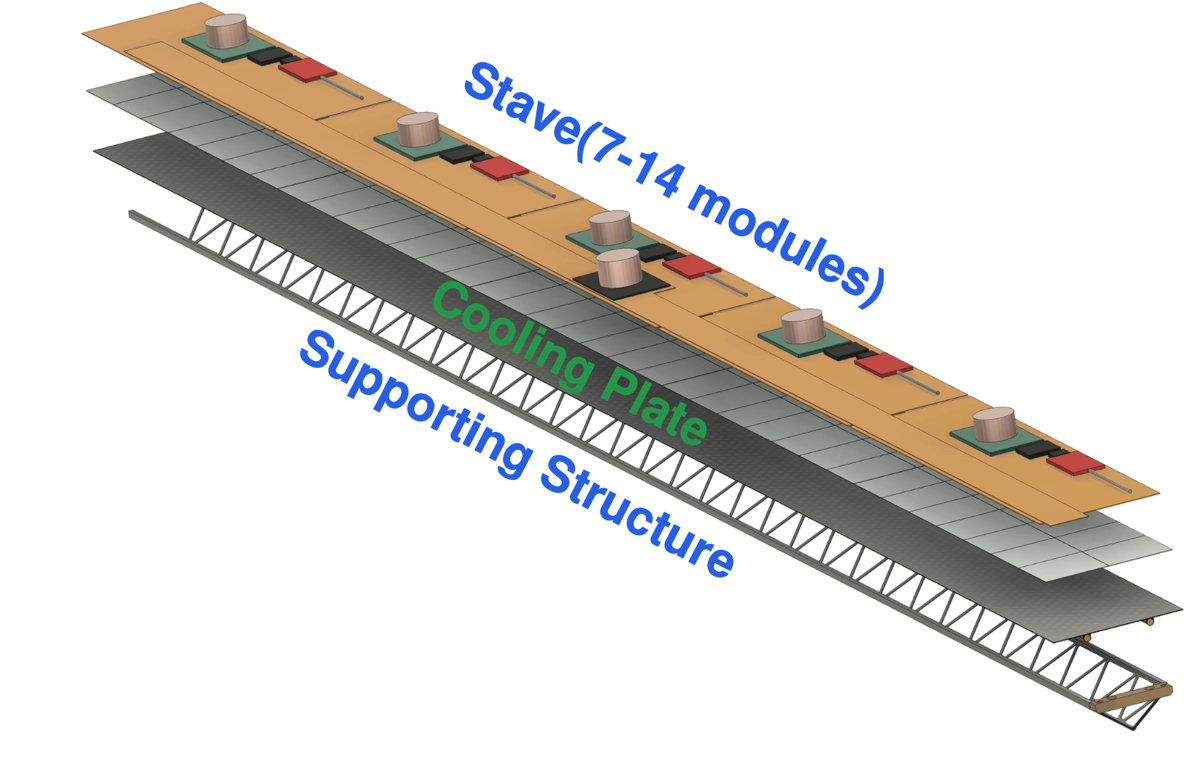 Stave(7-14 modules)
Cooling Plate
Supporting Structure